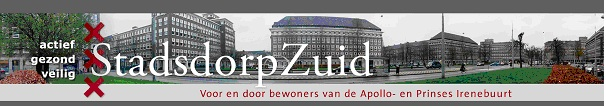 actief
gezond
veilig
StadsdorpZuid
Voor en door bewoners van de Apollo- en Prinses Irenebuurt